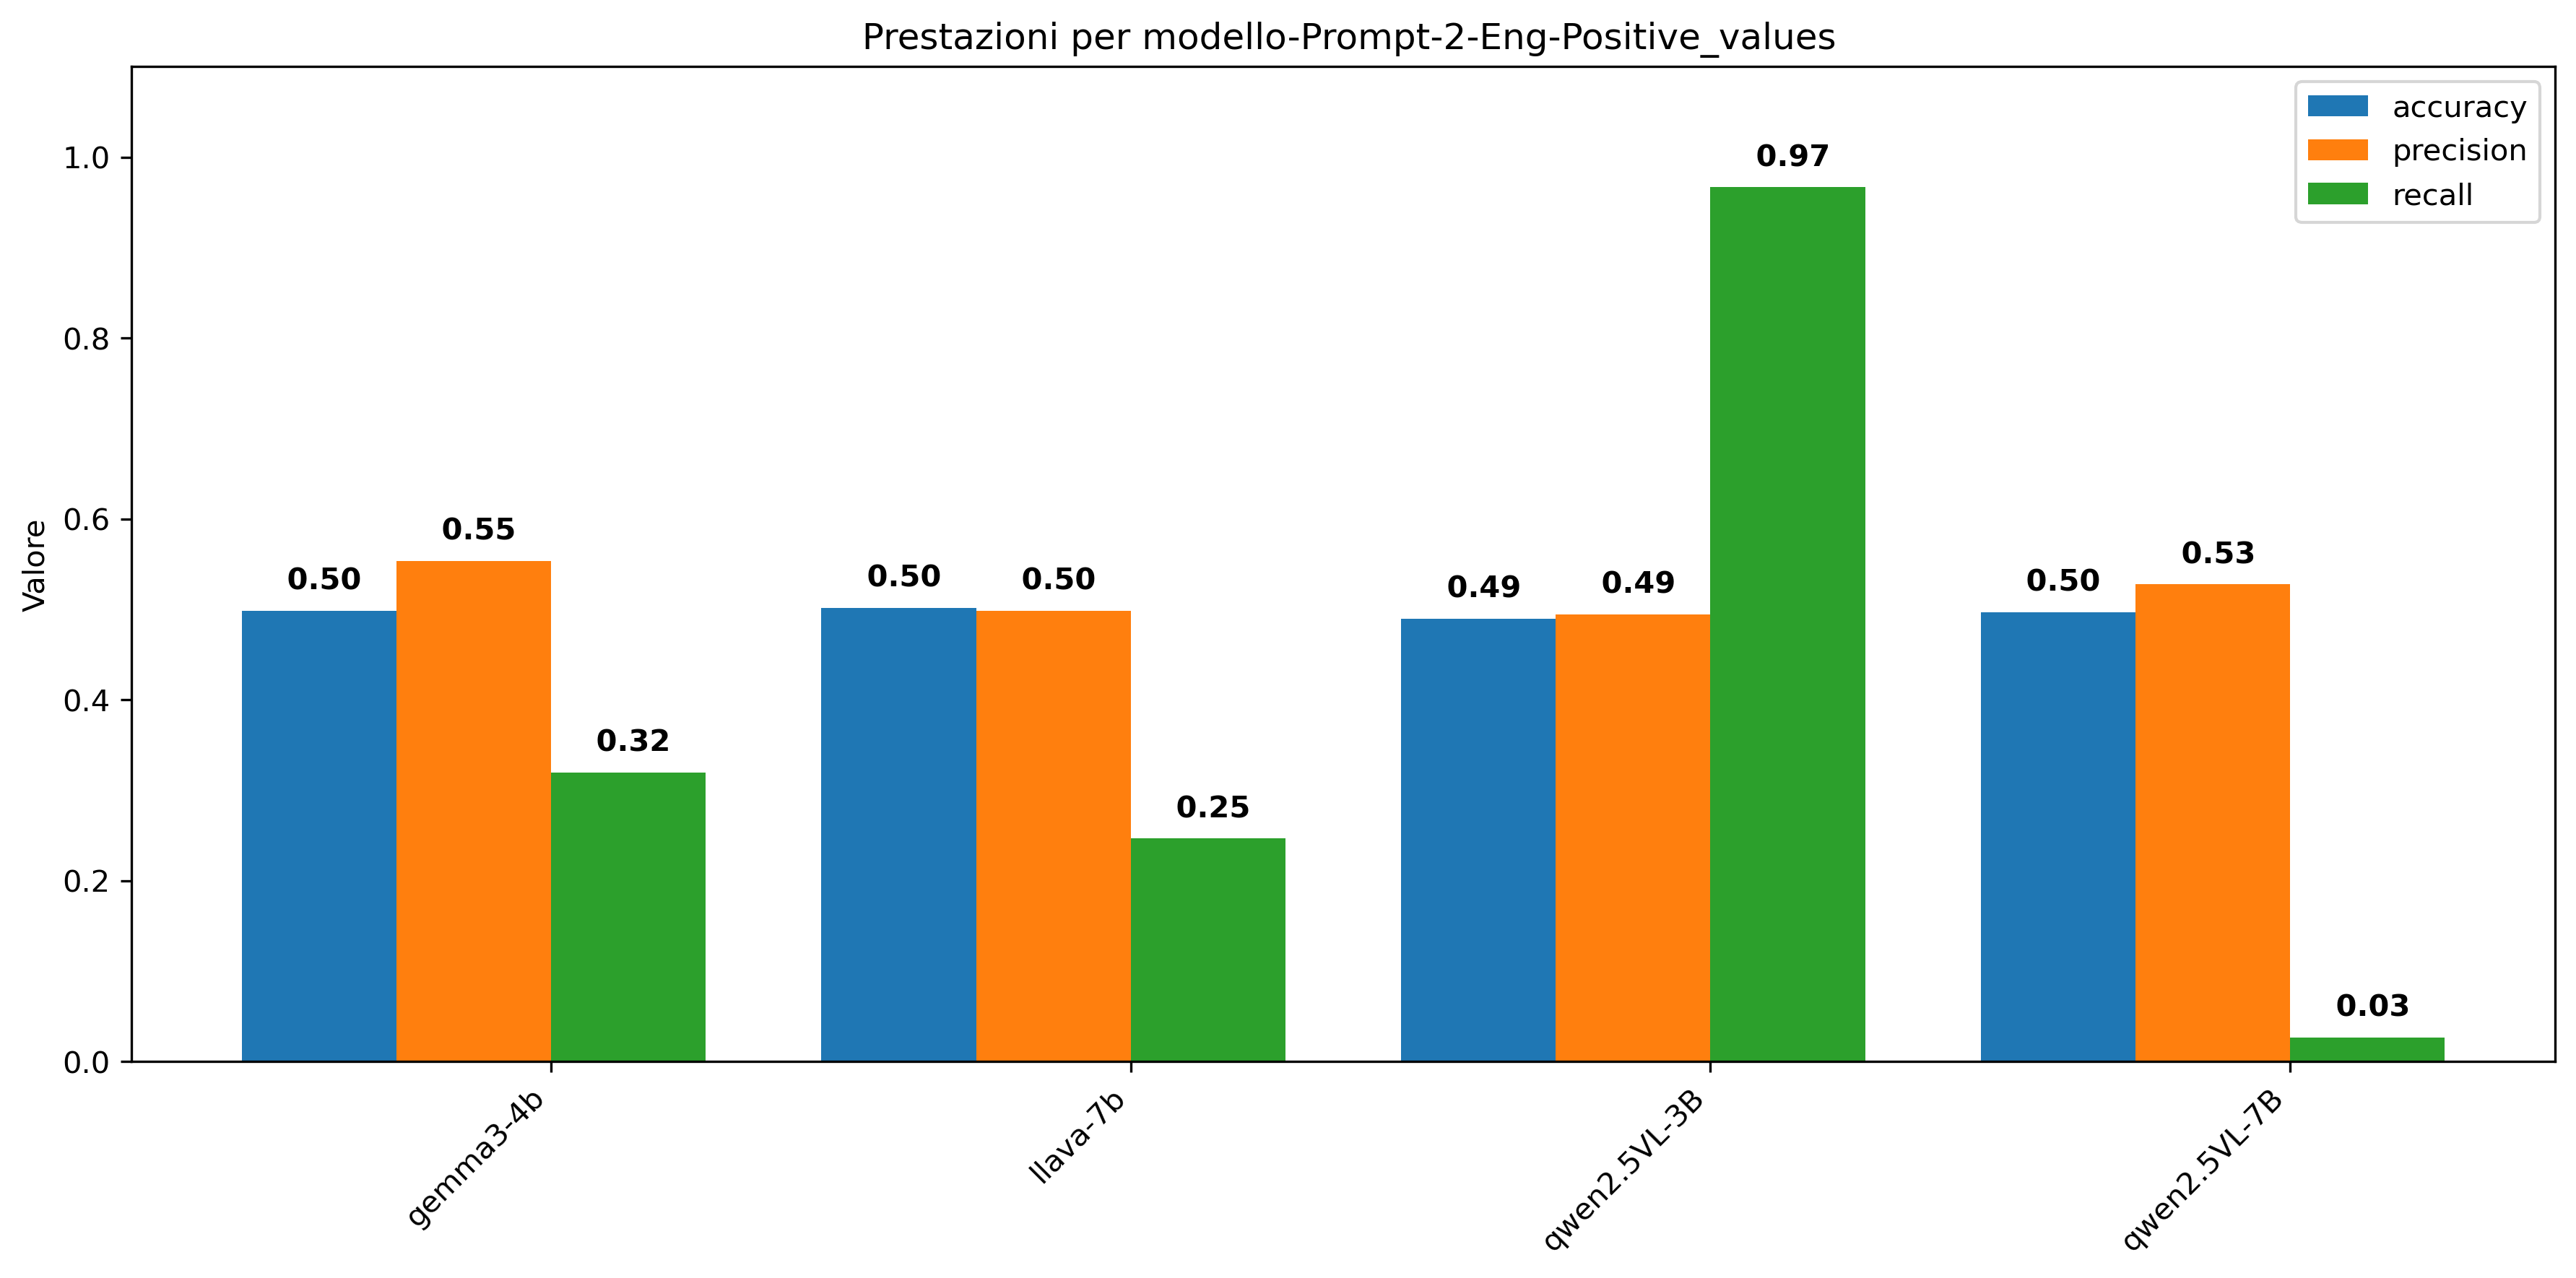 Prestazioni per modello-Prompt-2-Eng-Positive_values
accuracy
precision
recall
Valore
1.0
0.8
0.6
0.4
0.2
0.0
0.50
0.55
0.32
0.50
0.50
0.25
0.49
0.49
0.97
0.50
0.53
0.03
gemma3-4b
llava-7b
qwen2.5VL-3B
qwen2.5VL-7B